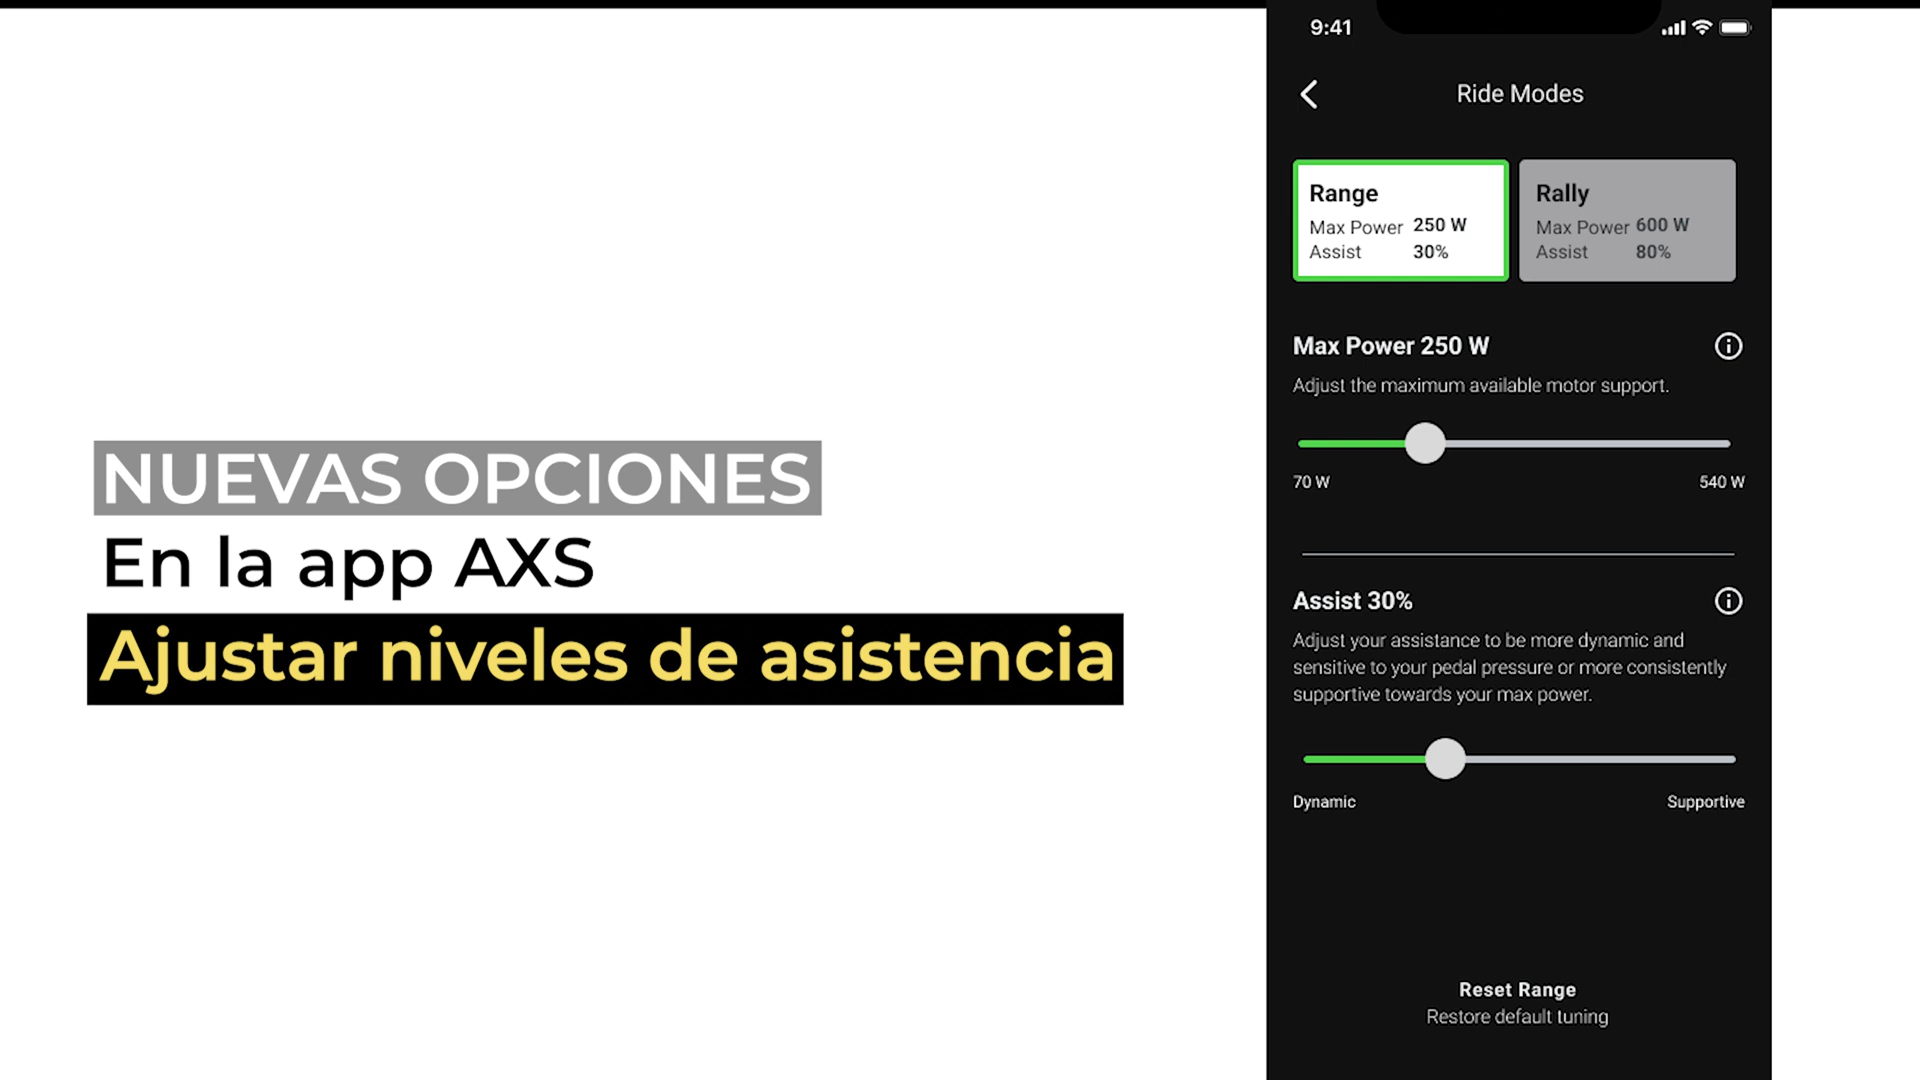 NUEVAS OPCIONES
En la app AXS
Ajustar niveles de asistencia
9:41
Ride Modes
Range
Max Power 250 W
Assist 30%
Rally
Max Power 600 W
Assist 80%
Max Power 250 W
Adjust the maximum available motor support.
70 W
540 W
Assist 30%
Adjust your assistance to be more dynamic and
sensitive to your pedal pressure or more consistently
supportive towards your max power.
Dynamic
Supportive
Reset Range
Restore default tuning